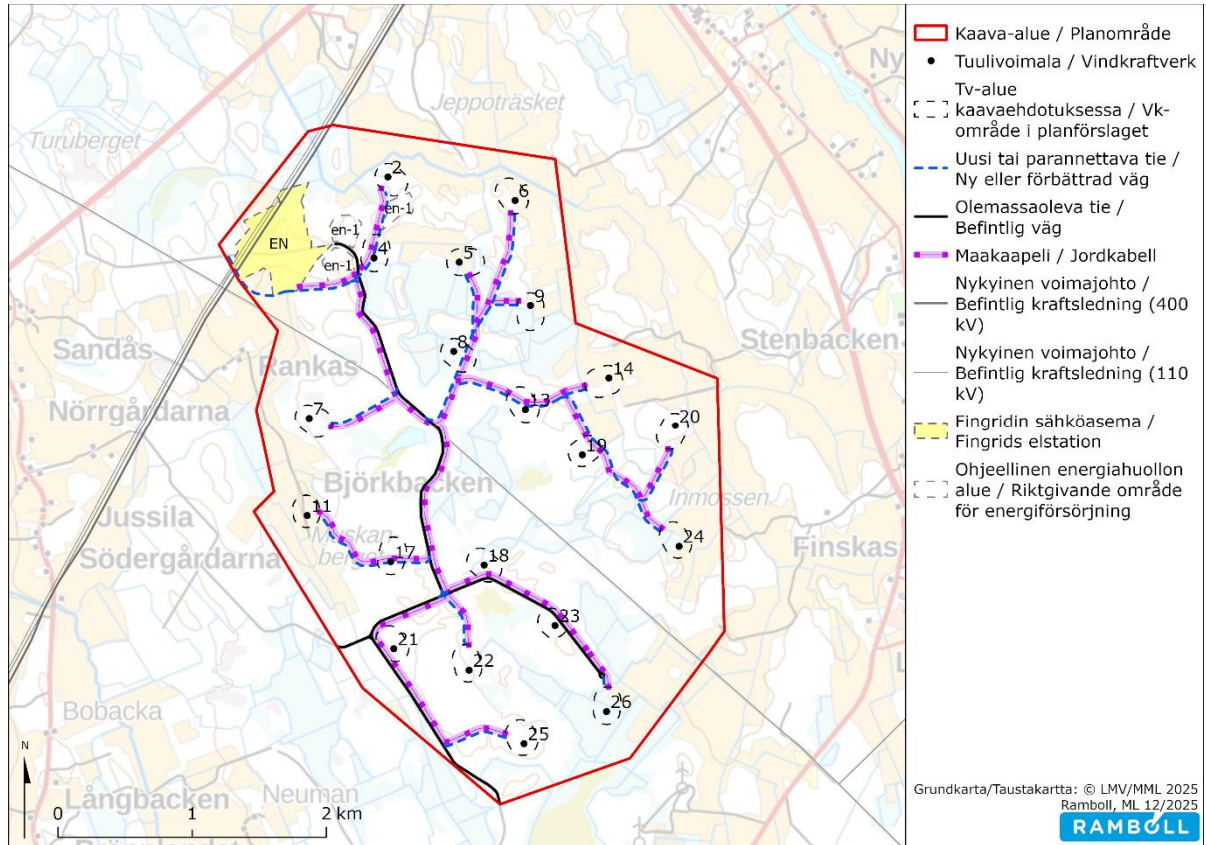 Jeppoträsket
Ny
Turuberget
2
6
en-1
en-1
EN
4
en-1
5
9
Stenbacken
Sandås
Rankas
8
14
Nörrgårdarna
7
13
20
19
Björkbacken
Inmossen
11
Jussila
Södergårdarna
17
18
24
Finskas
23
21
22
26
Bobacka
25
N
Långbacken
Neuman
0 1 2 km
Kaava-alue / Planområde
Tuulivoimala / Vindkraftverk
Tv-alue
kaavaehdotuksessa / Vk-
område i planförslaget
Uusi tai parannettava tie /
Ny eller förbättrad väg
Olemassaoleva tie /
Befintlig väg
Maakaapeli / Jordkabell
Nykyinen voimajohto /
Befintlig kraftsledning (400
kV)
Nykyinen voimajohto /
Befintlig kraftsledning (110
kV)
Fingridin sähköasema /
Fingrids elstation
Ohjeellinen energiahuollon
alue / Riktgivande område
för energiförsörjning
Grundkarta/Taustakartta: © LMV/MML 2025
Ramboll, ML 12/2025
RAMBOLL